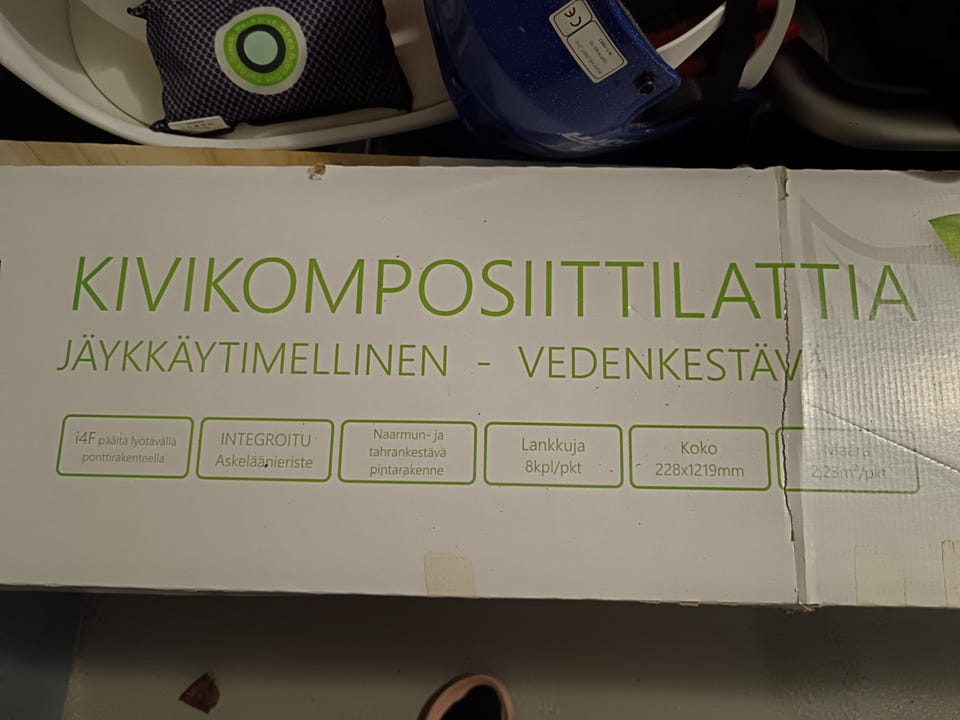 KIVIKOMPOSIITTILATTIA
JÄYKKÄYTIMELLINEN - VEDENKESTÄVÄ
i4F päältä lyötävällä
ponttirakenteella
INTEGROITU
Askeläänieriste
Naarmun- ja
tahrankestävä
pintarakenne
Lankkuja
8kpl/pkt
Koko
228x1219mm
Määrä
2,23m²/pkt